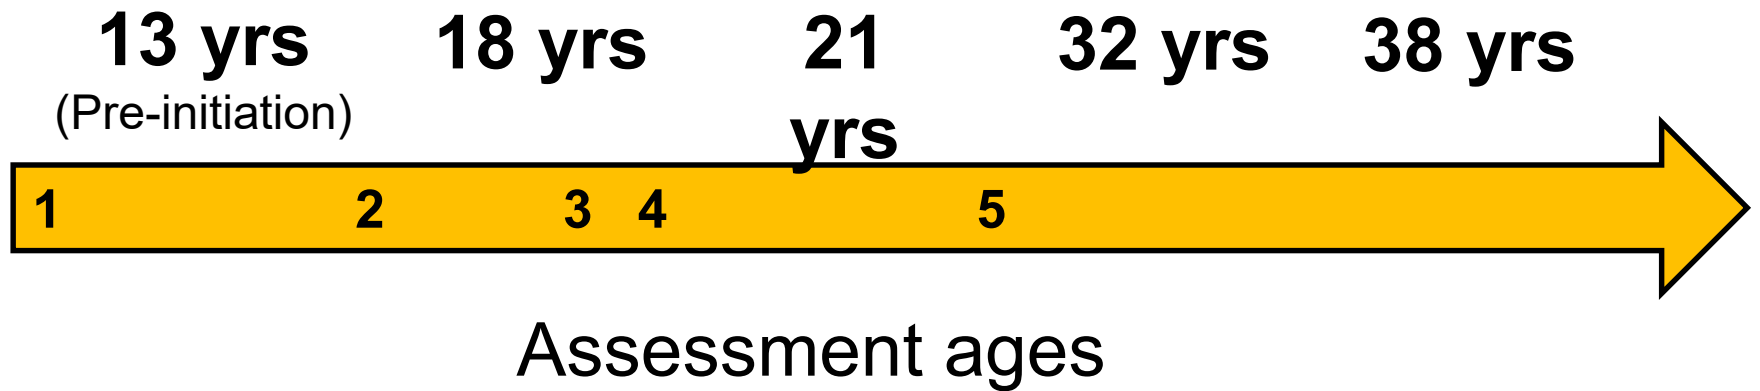 13 yrs 18 yrs 21 yrs 32 yrs 38 yrs
(Pre-initiation)
1 2 3 4 5
Assessment ages